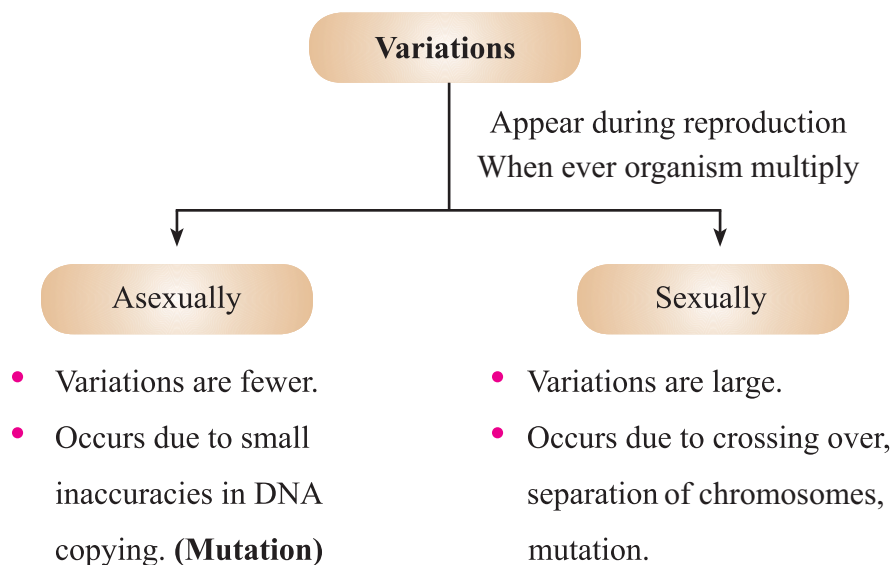 Variations
Appear during reproduction
When ever organism multiply
Asexually
• Variations are fewer.
• Occurs due to small
inaccuracies in DNA
copying. (Mutation)
Sexually
• Variations are large.
• Occurs due to crossing over,
separation of chromosomes,
mutation.